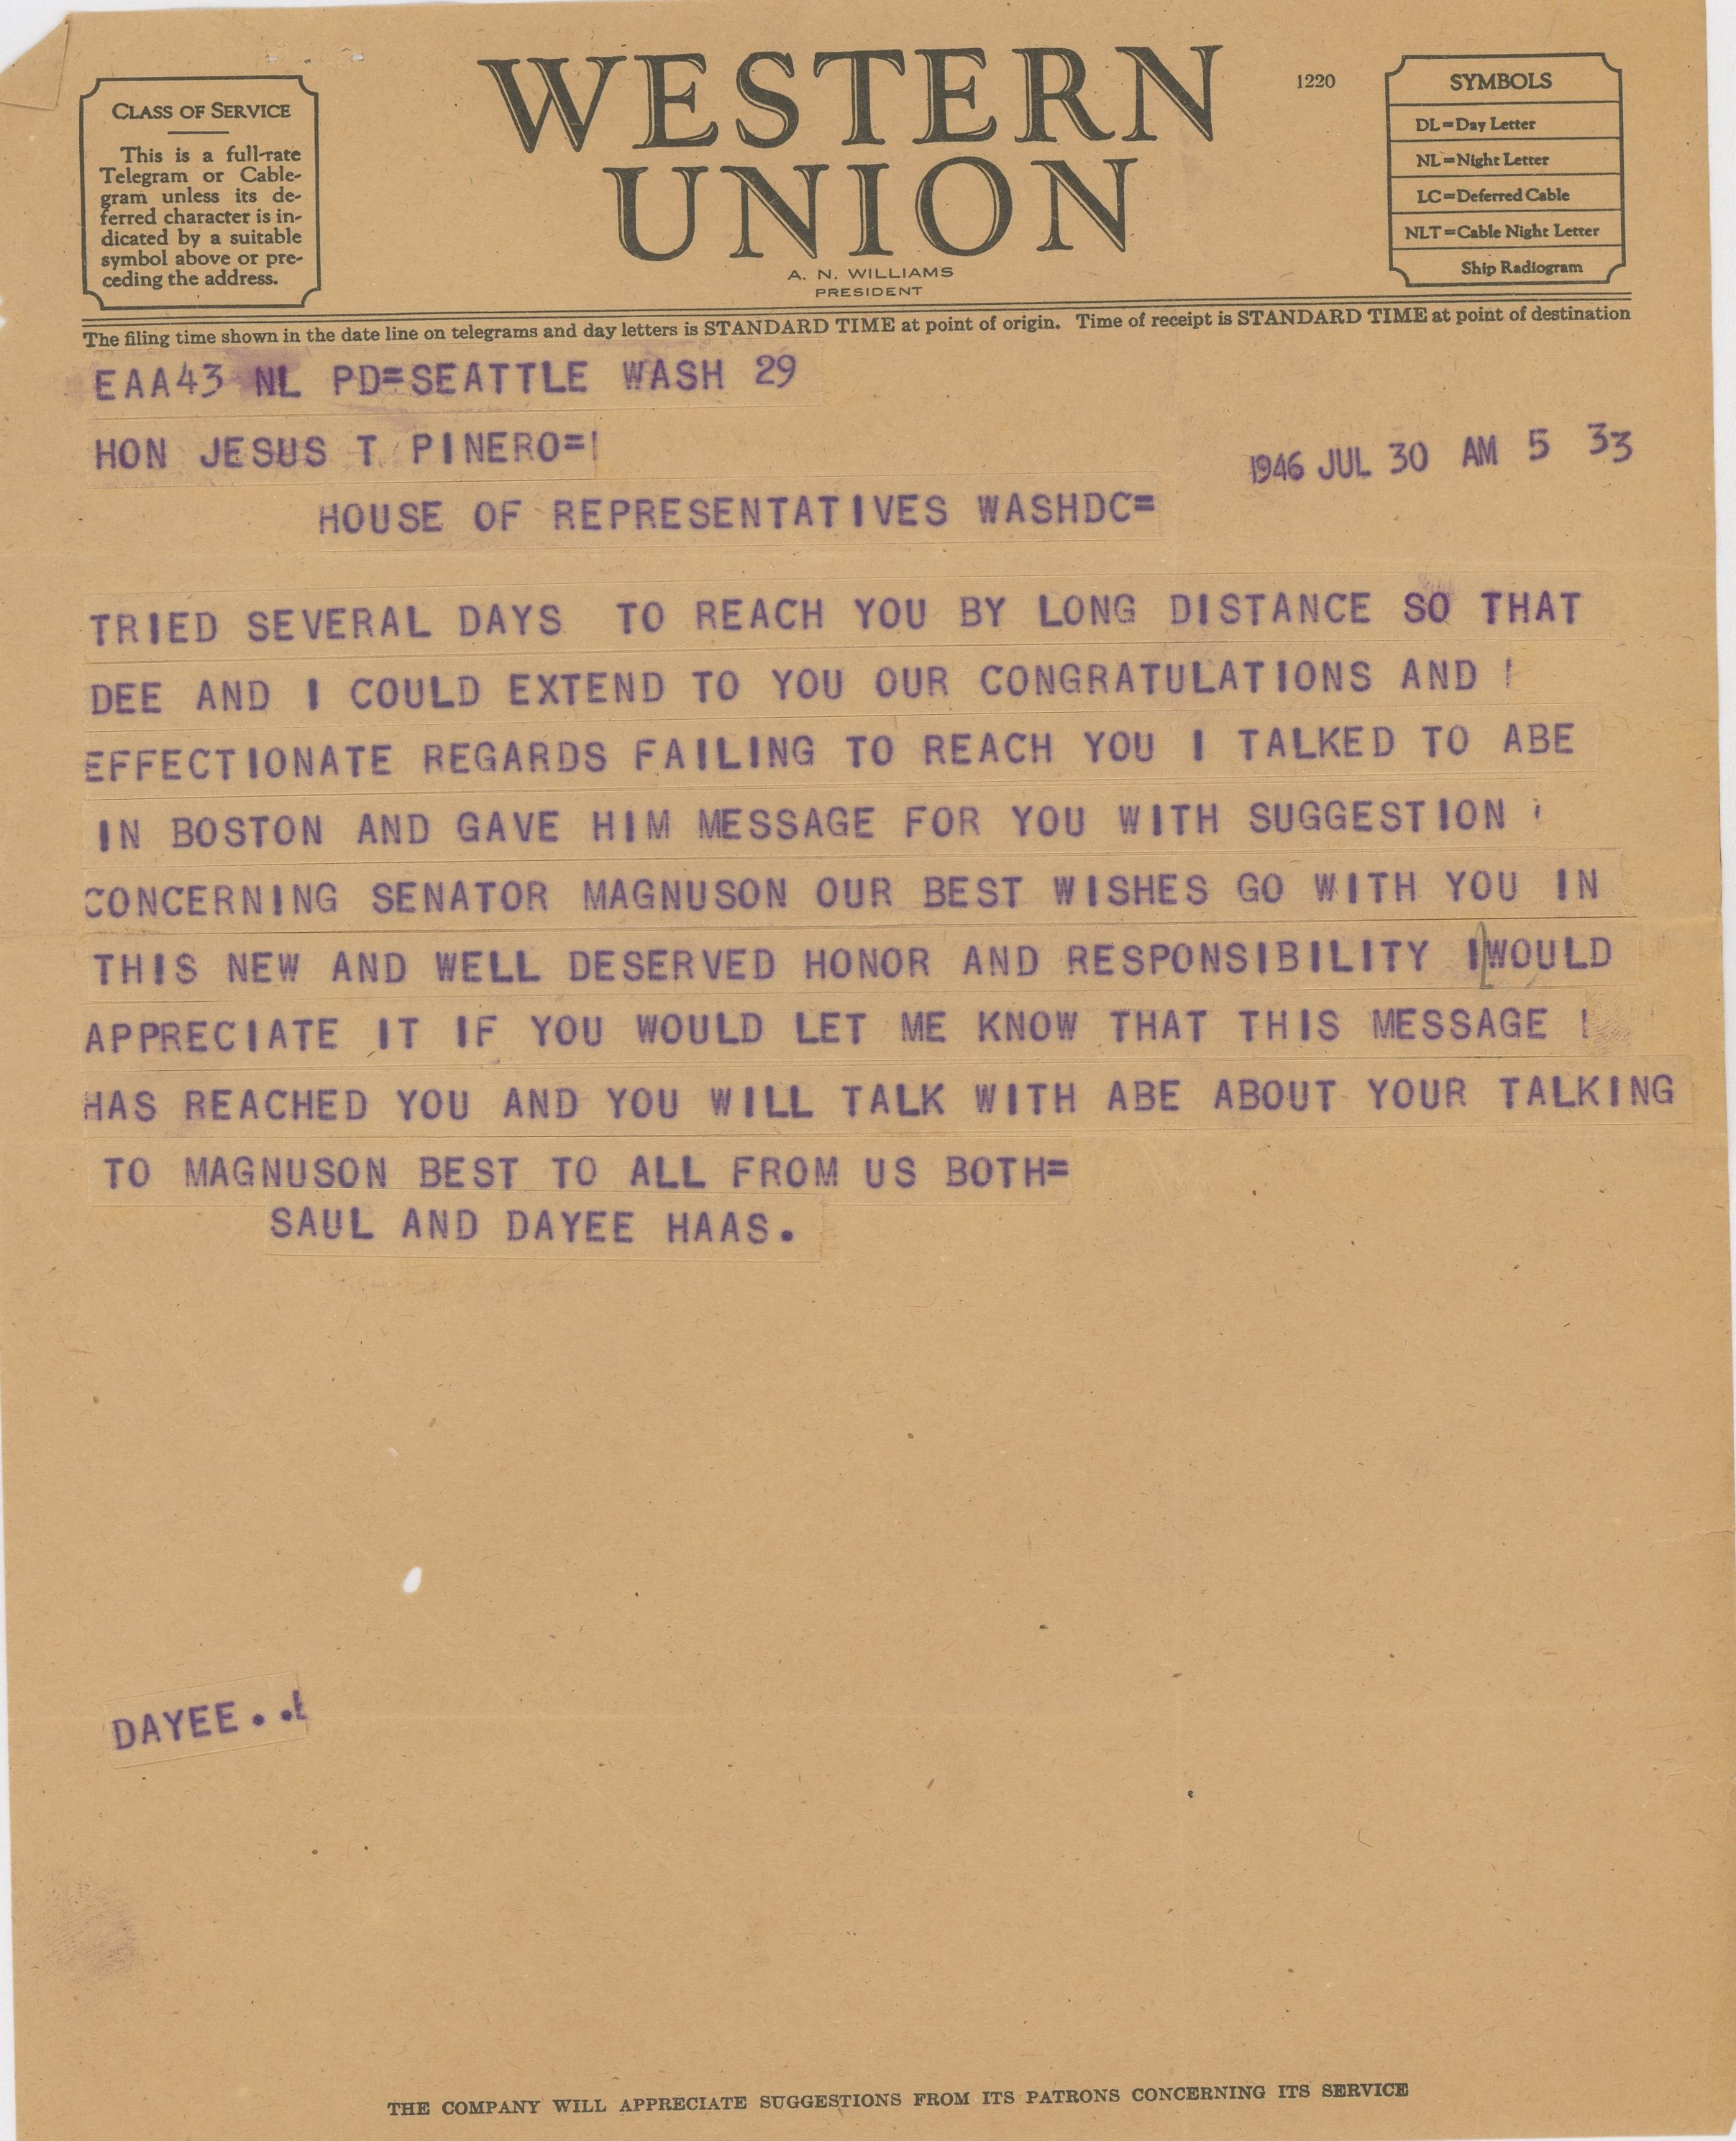 CLASS OF SERVICE
This is a full-rate
Telegram or Cable-
gram unless its de-
ferred character is in-
dicated by a suitable
symbol above or pre-
ceding the address.
WESTERN
UNION
A. N. WILLIAMS
PRESIDENT
1220
SYMBOLS
DL=Day Letter
NL=Night Letter
LC=Deferred Cable
NLT=Cable Night Letter
Ship Radiogram
The filing time shown in the date line on telegrams and day letters is STANDARD TIME at point of origin. Time of receipt is STANDARD TIME at point of destination
EAA43 NL PD=SEATTLE WASH 29
HON JESUS T PINERO=
1946 JUL 30 AM 5 33
HOUSE OF REPRESENTATIVES WASHDC=
TRIED SEVERAL DAYS TO REACH YOU BY LONG DISTANCE SO THAT
DEE AND I COULD EXTEND TO YOU OUR CONGRATULATIONS AND
EFFECTIONATE REGARDS FAILING TO REACH YOU I TALKED TO ABE
IN BOSTON AND GAVE HIM MESSAGE FOR YOU WITH SUGGESTION
CONCERNING SENATOR MAGNUSON OUR BEST WISHES GO WITH YOU IN
THIS NEW AND WELL DESERVED HONOR AND RESPONSIBILITY I WOULD
APPRECIATE IT IF YOU WOULD LET ME KNOW THAT THIS MESSAGE
HAS REACHED YOU AND YOU WILL TALK WITH ABE ABOUT YOUR TALKING
TO MAGNUSON BEST TO ALL FROM US BOTH=
SAUL AND DAYEE HAAS.
DAYEE..
THE COMPANY WILL APPRECIATE SUGGESTIONS FROM ITS PATRONS CONCERNING ITS SERVICE